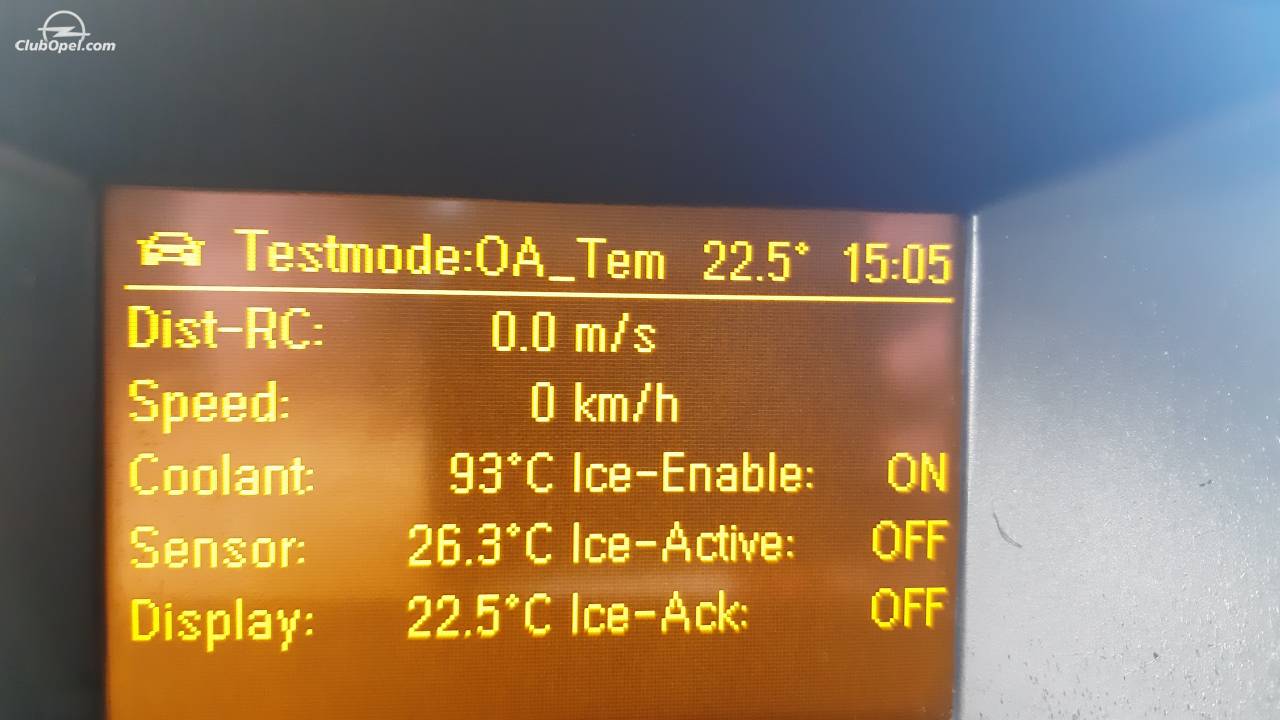 ClubOpel.com
Testmode:OA_Tem 22.5° 15:05
Dist-RC: 0.0 m/s
Speed: 0 km/h
Coolant: 93°C Ice-Enable: ON
Sensor: 26.3°C Ice-Active: OFF
Display: 22.5°C Ice-Ack: OFF